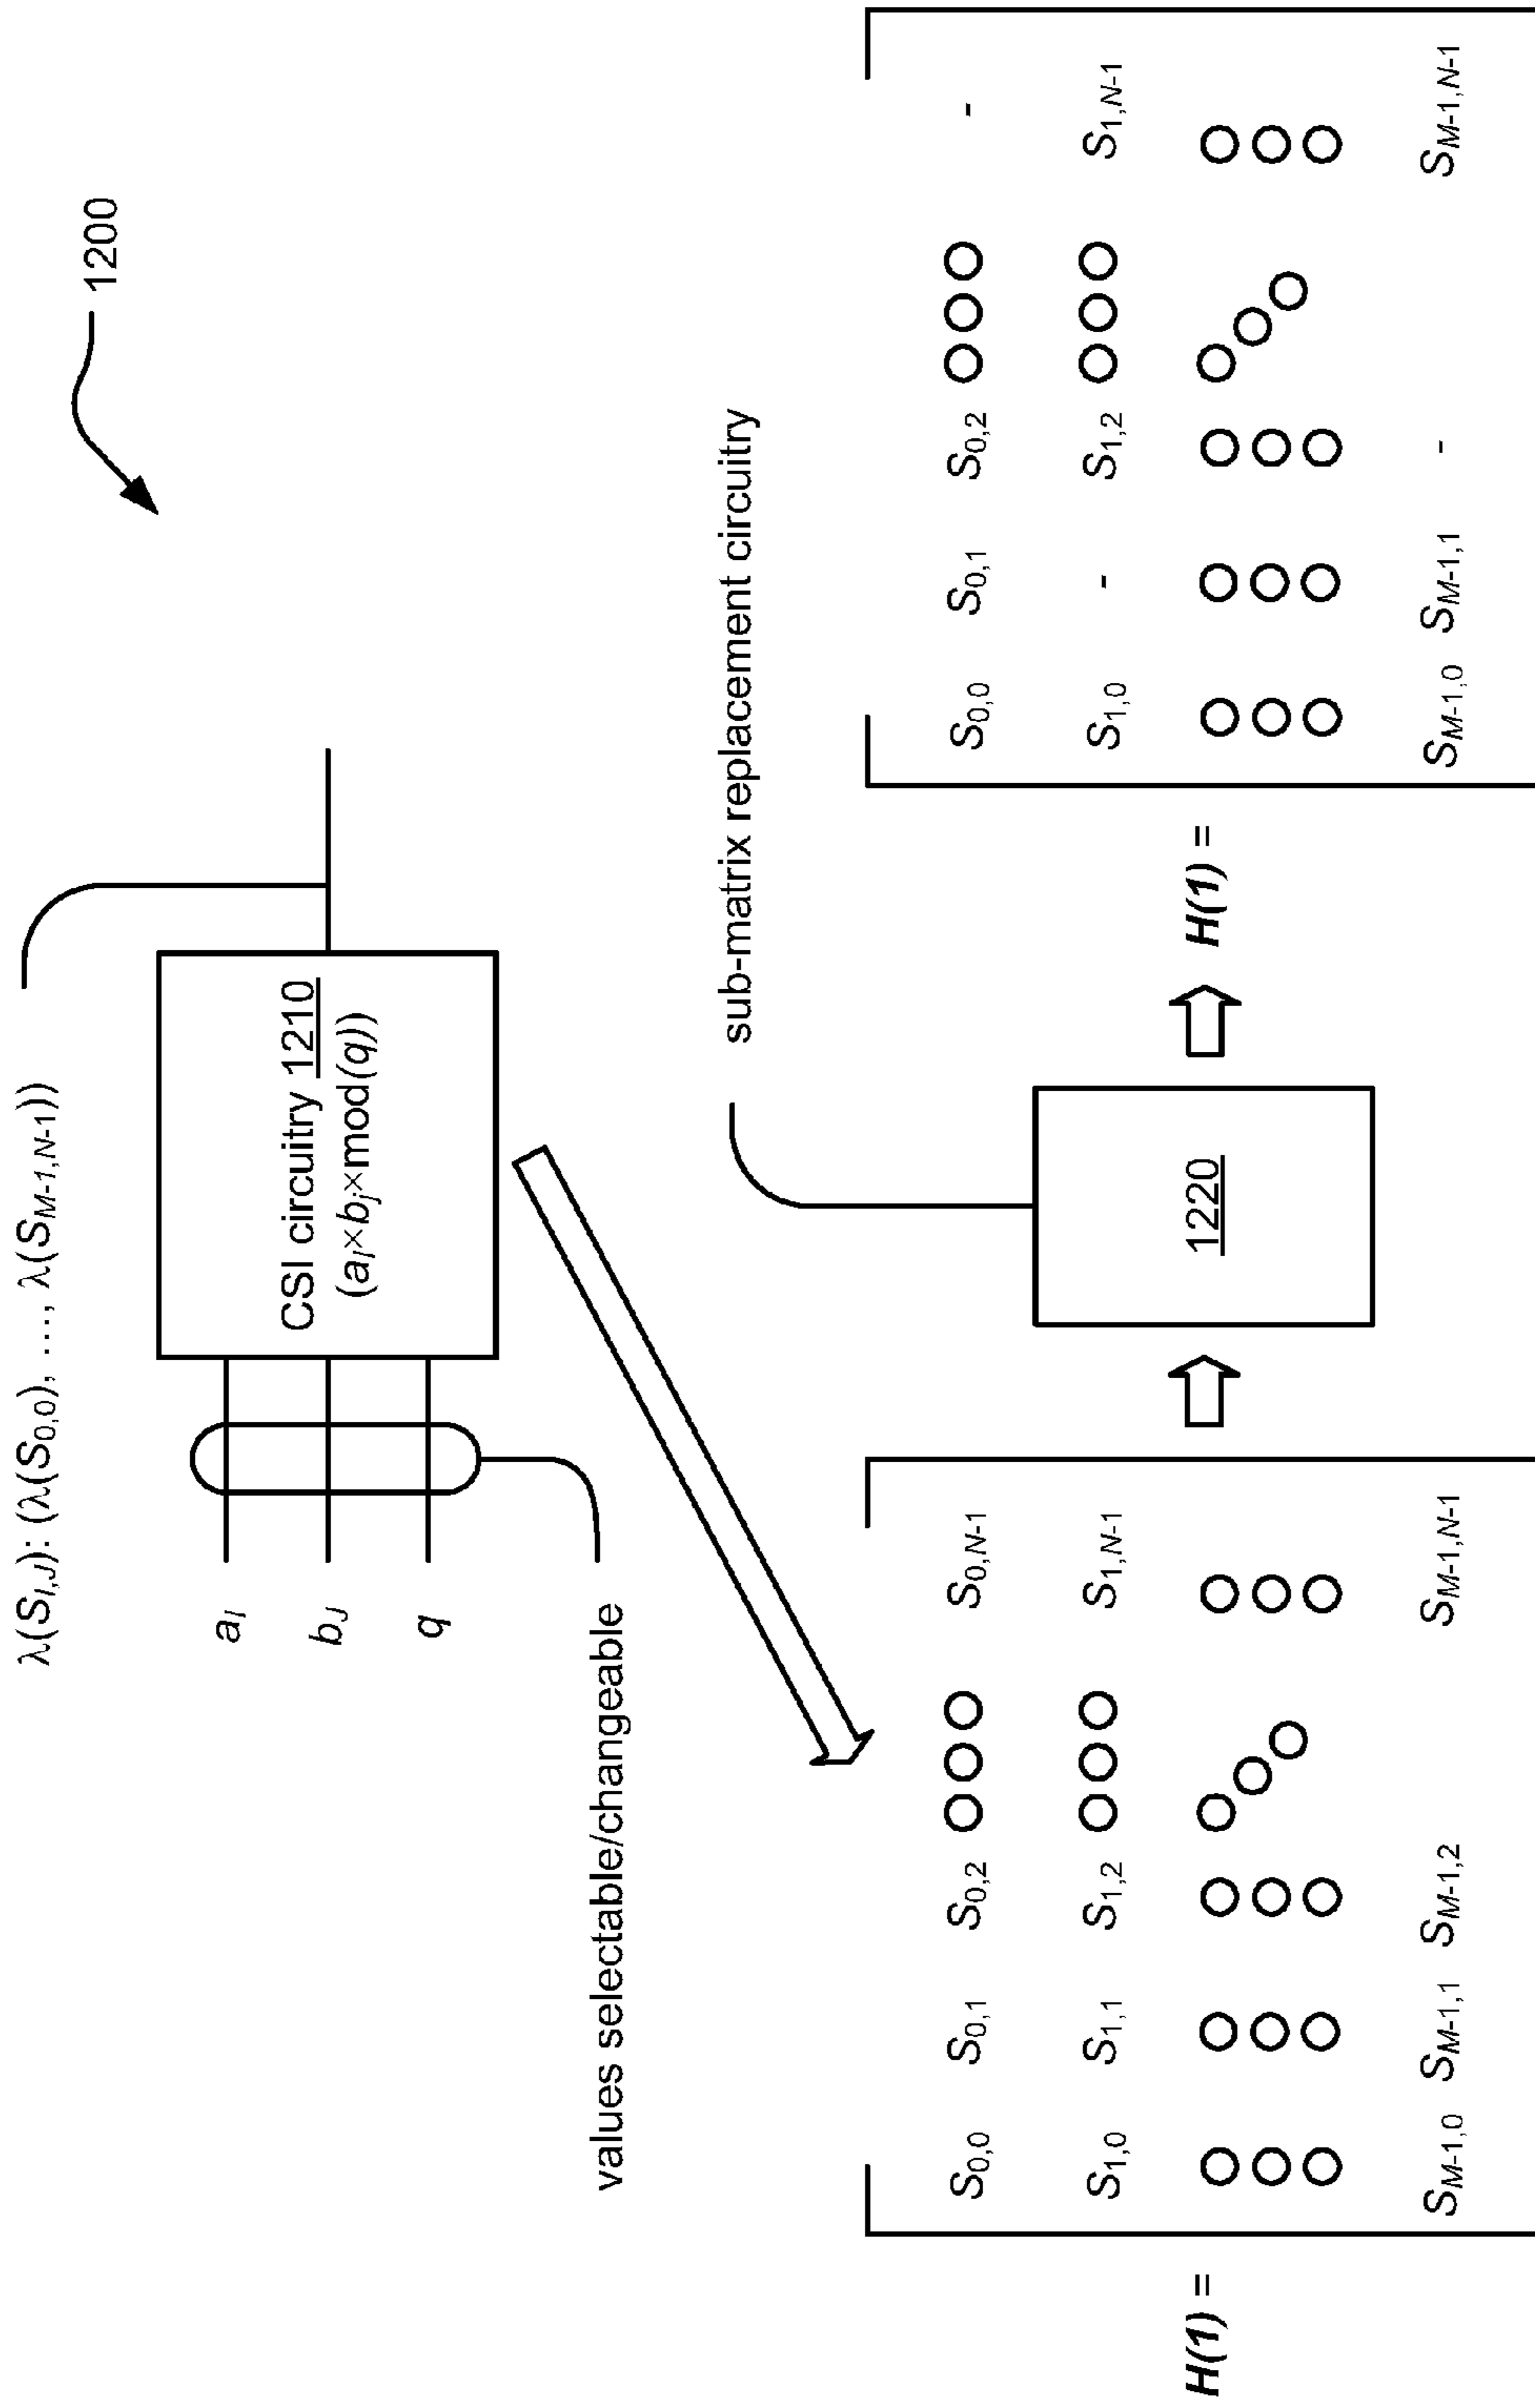 1200
λ(S_{I,J}): (λ(S_{0,0}), …, λ(S_{M-1,N-1}))
a_I
b_J
q
CSI circuitry 1210
(a_I×b_j×mod(q))
values selectable/changeable
sub-matrix replacement circuitry
H(1) =
S_{0,0} S_{0,1} S_{0,2} S_{0,N-1}
S_{1,0} S_{1,1} S_{1,2} S_{1,N-1}
S_{M-1,0} S_{M-1,1} S_{M-1,2} S_{M-1,N-1}
1220
H(1) =
S_{0,0} S_{0,1} S_{0,2} -
S_{1,0} - S_{1,2} S_{1,N-1}
S_{M-1,0} S_{M-1,1} - S_{M-1,N-1}